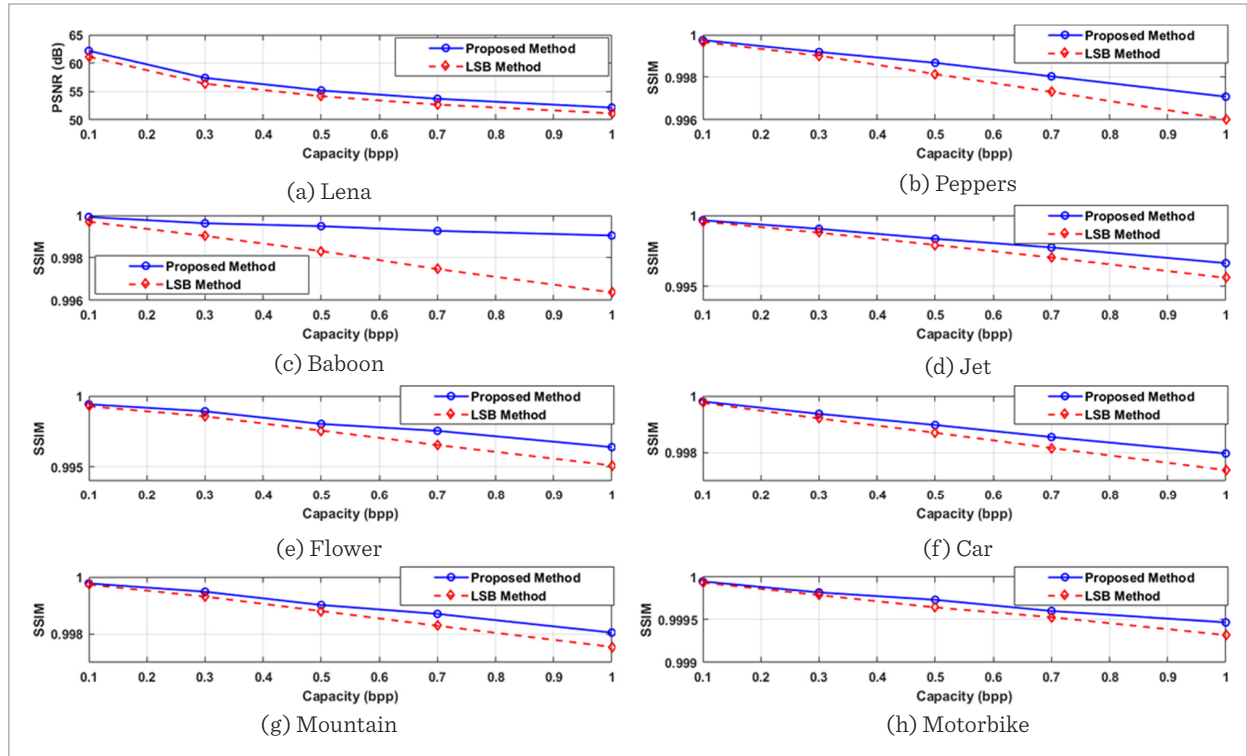 65
60
55
50
PSNR (dB)
Proposed Method
LSB Method
0.1 0.2 0.3 0.4 0.5 0.6 0.7 0.8 0.9 1
Capacity (bpp)
(a) Lena
1
0.998
0.996
SSIM
Proposed Method
LSB Method
0.1 0.2 0.3 0.4 0.5 0.6 0.7 0.8 0.9 1
Capacity (bpp)
(b) Peppers
1
0.998
0.996
SSIM
Proposed Method
LSB Method
0.1 0.2 0.3 0.4 0.5 0.6 0.7 0.8 0.9 1
Capacity (bpp)
(c) Baboon
1
0.995
SSIM
Proposed Method
LSB Method
0.1 0.2 0.3 0.4 0.5 0.6 0.7 0.8 0.9 1
Capacity (bpp)
(d) Jet
1
0.995
SSIM
Proposed Method
LSB Method
0.1 0.2 0.3 0.4 0.5 0.6 0.7 0.8 0.9 1
Capacity (bpp)
(e) Flower
1
0.998
SSIM
Proposed Method
LSB Method
0.1 0.2 0.3 0.4 0.5 0.6 0.7 0.8 0.9 1
Capacity (bpp)
(f) Car
1
0.998
SSIM
Proposed Method
LSB Method
0.1 0.2 0.3 0.4 0.5 0.6 0.7 0.8 0.9 1
Capacity (bpp)
(g) Mountain
1
0.9995
0.999
SSIM
Proposed Method
LSB Method
0.1 0.2 0.3 0.4 0.5 0.6 0.7 0.8 0.9 1
Capacity (bpp)
(h) Motorbike